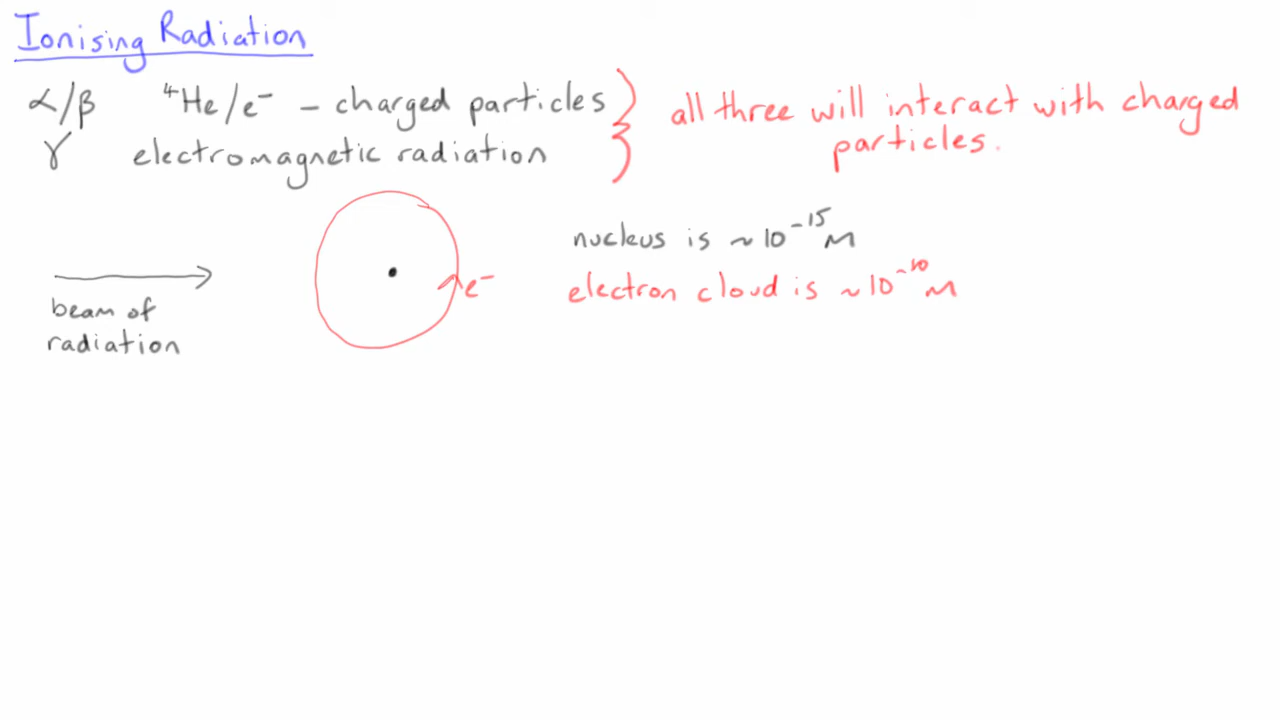 Ionising Radiation
α/β ⁴He/e⁻ – charged particles
γ electromagnetic radiation
all three will interact with charged
particles.
beam of
radiation
e⁻
nucleus is ~10⁻¹⁵ m
electron cloud is ~10⁻¹⁰ m